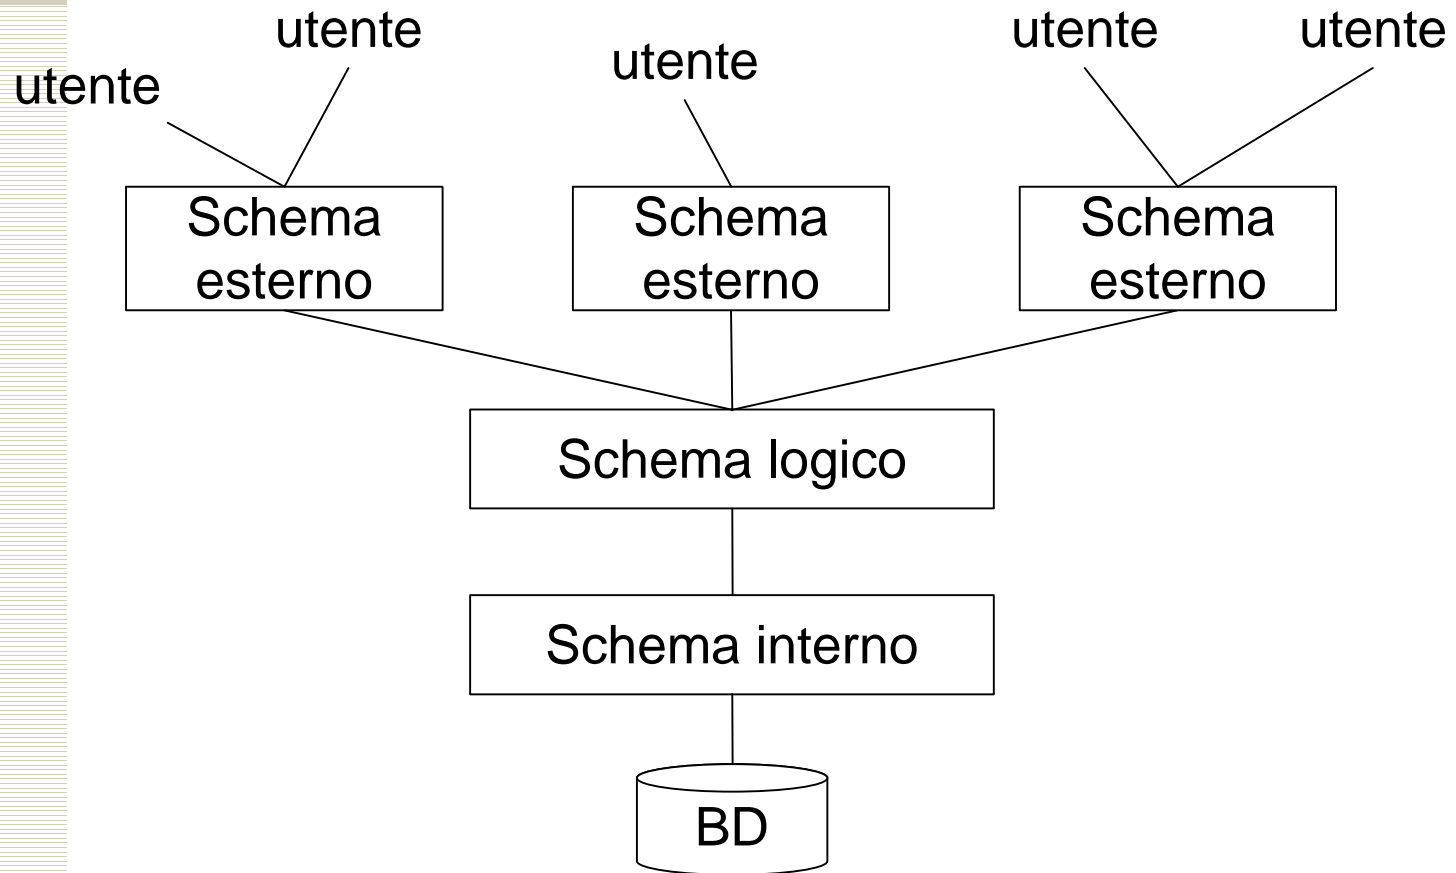 utente
utente
utente
utente
utente
Schema
esterno
Schema
esterno
Schema
esterno
Schema logico
Schema interno
BD